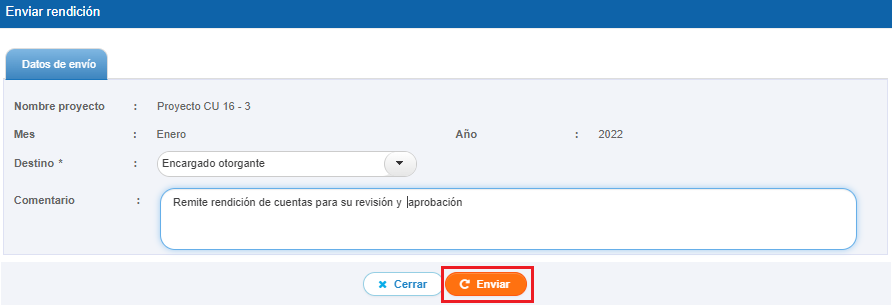 Enviar rendición
Datos de envío
Nombre proyecto : Proyecto CU 16 - 3
Mes : Enero Año : 2022
Destino * : Encargado otorgante
Comentario : Remite rendición de cuentas para su revisión y aprobación
Cerrar Enviar